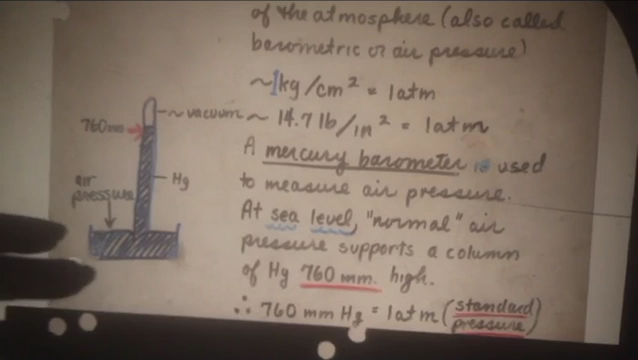 of the atmosphere (also called
barometric or air pressure)
~1kg/cm² = 1atm
~ vacuum
~ 14.7 lb/in² = 1atm
760mm
A mercury barometer is used
to measure air pressure.
Hg
air
pressure
At sea level, "normal" air
pressure supports a column
of Hg 760 mm. high.
∴ 760 mm Hg = 1atm (standard
pressure)